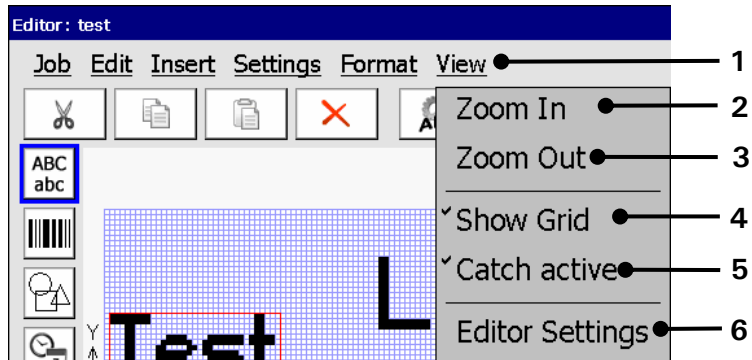 Editor: test
Job Edit Insert Settings Format View 1
Zoom In 2
Zoom Out 3
ABC
abc
Show Grid 4
Catch active 5
Editor Settings 6
Y
Test